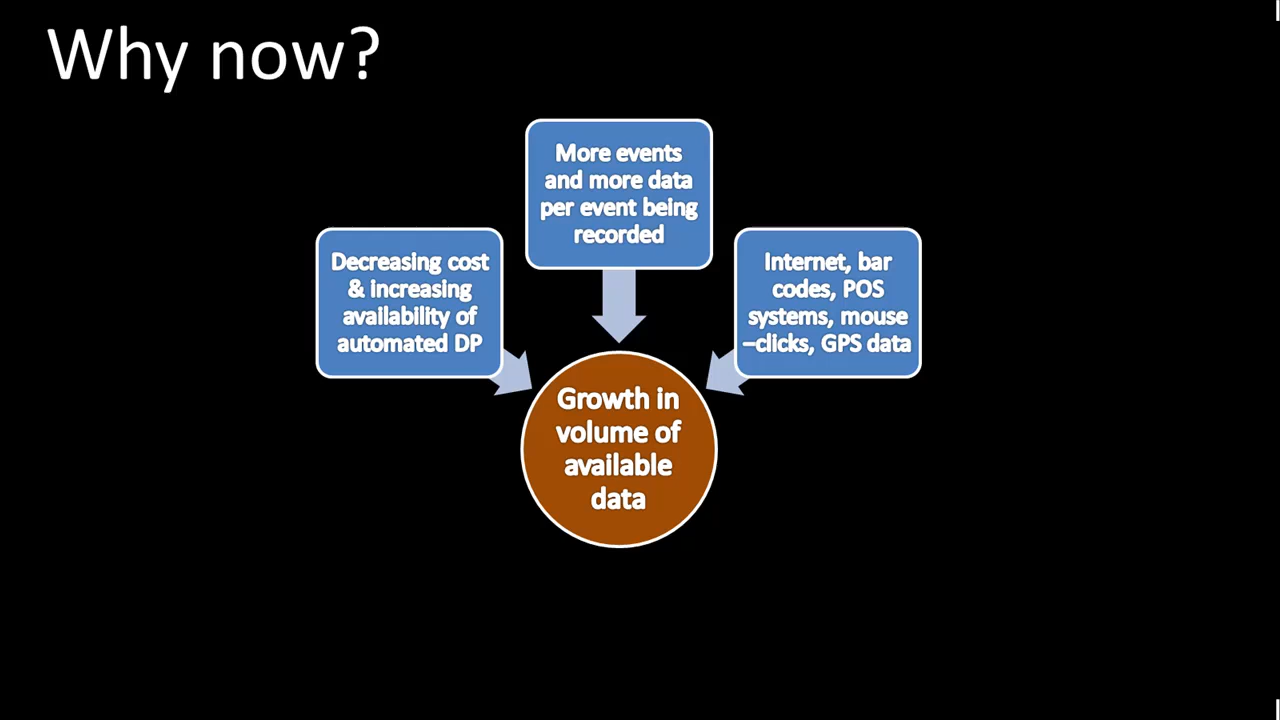 Why now?
More events
and more data
per event being
recorded
Decreasing cost
& increasing
availability of
automated DP
Internet, bar
codes, POS
systems, mouse
–clicks, GPS data
Growth in
volume of
available
data